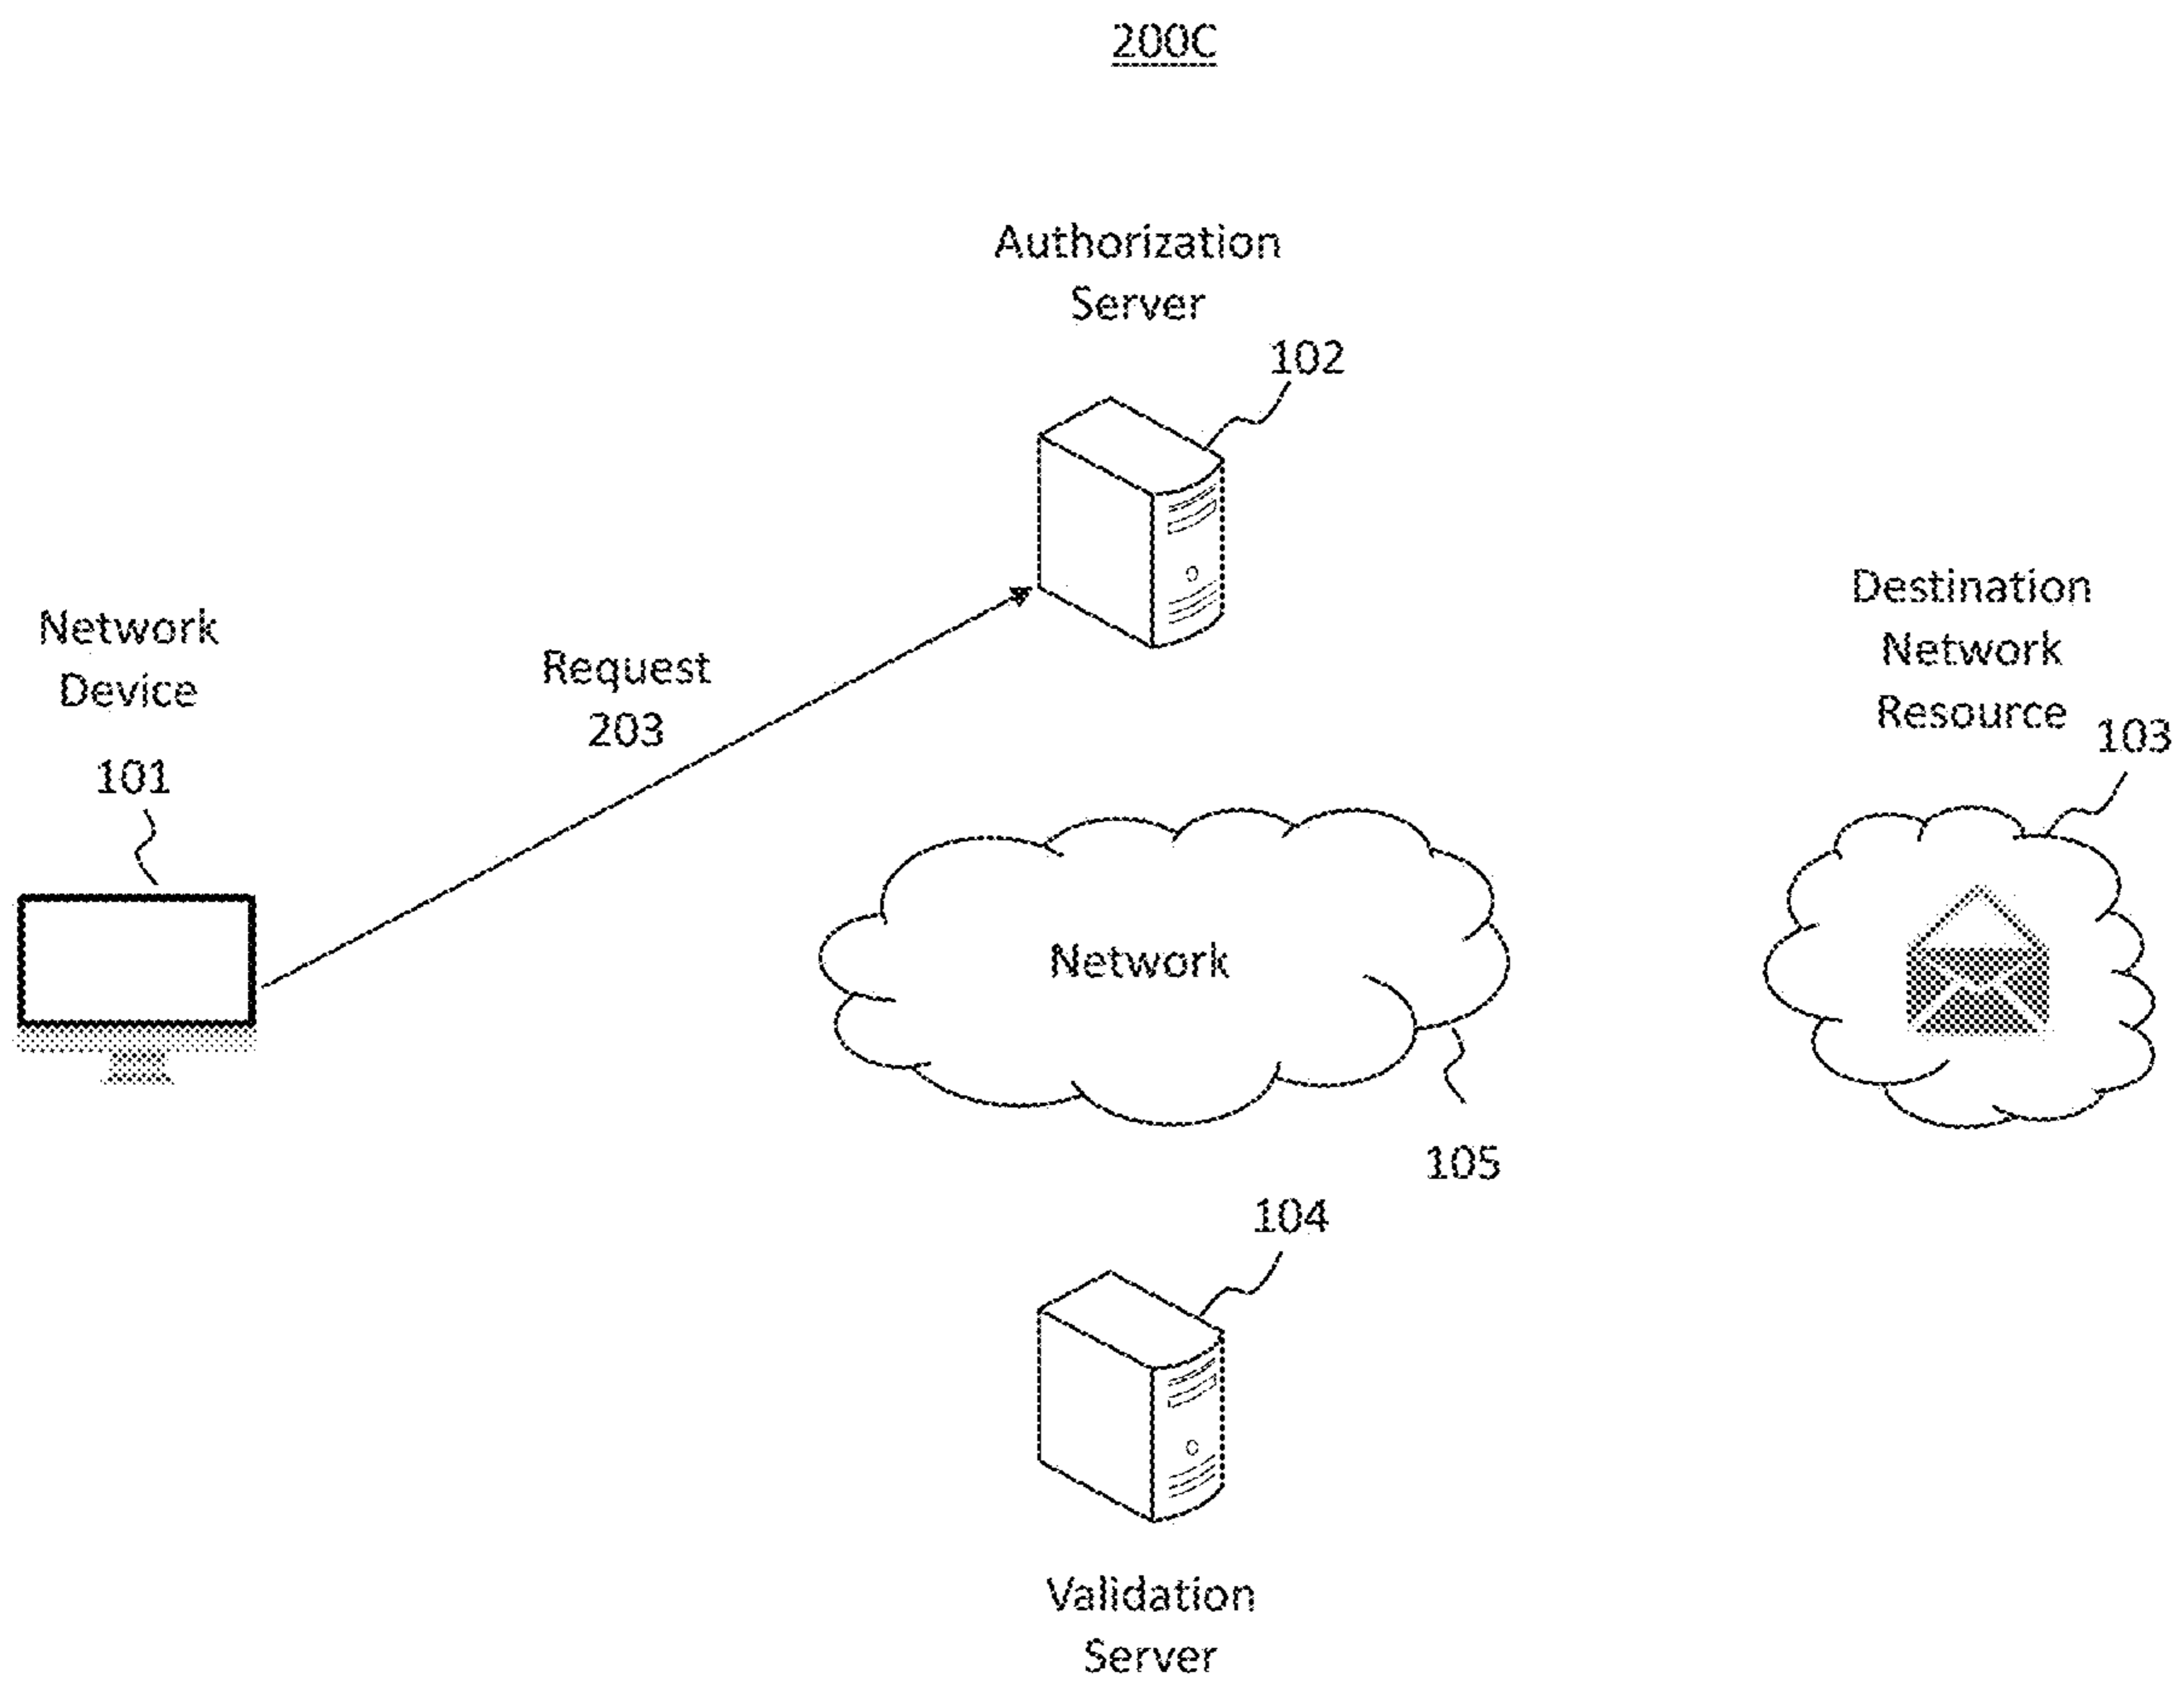 200C
Authorization
Server
102
Network
Device
101
Request
203
Destination
Network
Resource
103
Network
105
104
Validation
Server